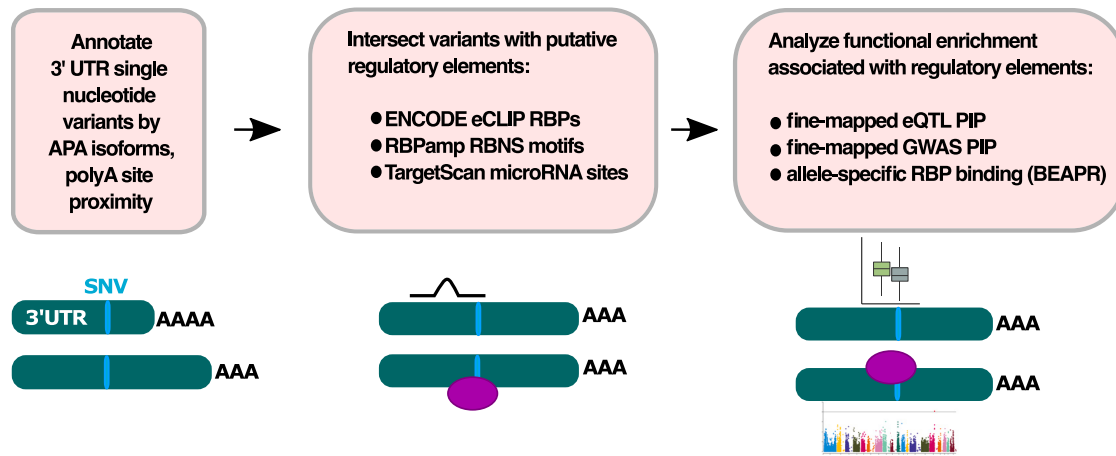 Annotate
3' UTR single
nucleotide
variants by
APA isoforms,
polyA site
proximity
Intersect variants with putative
regulatory elements:
● ENCODE eCLIP RBPs
● RBPamp RBNS motifs
● TargetScan microRNA sites
Analyze functional enrichment
associated with regulatory elements:
● fine-mapped eQTL PIP
● fine-mapped GWAS PIP
● allele-specific RBP binding (BEAPR)
SNV
3'UTR AAAA
AAA
AAA
AAA
AAA
AAA